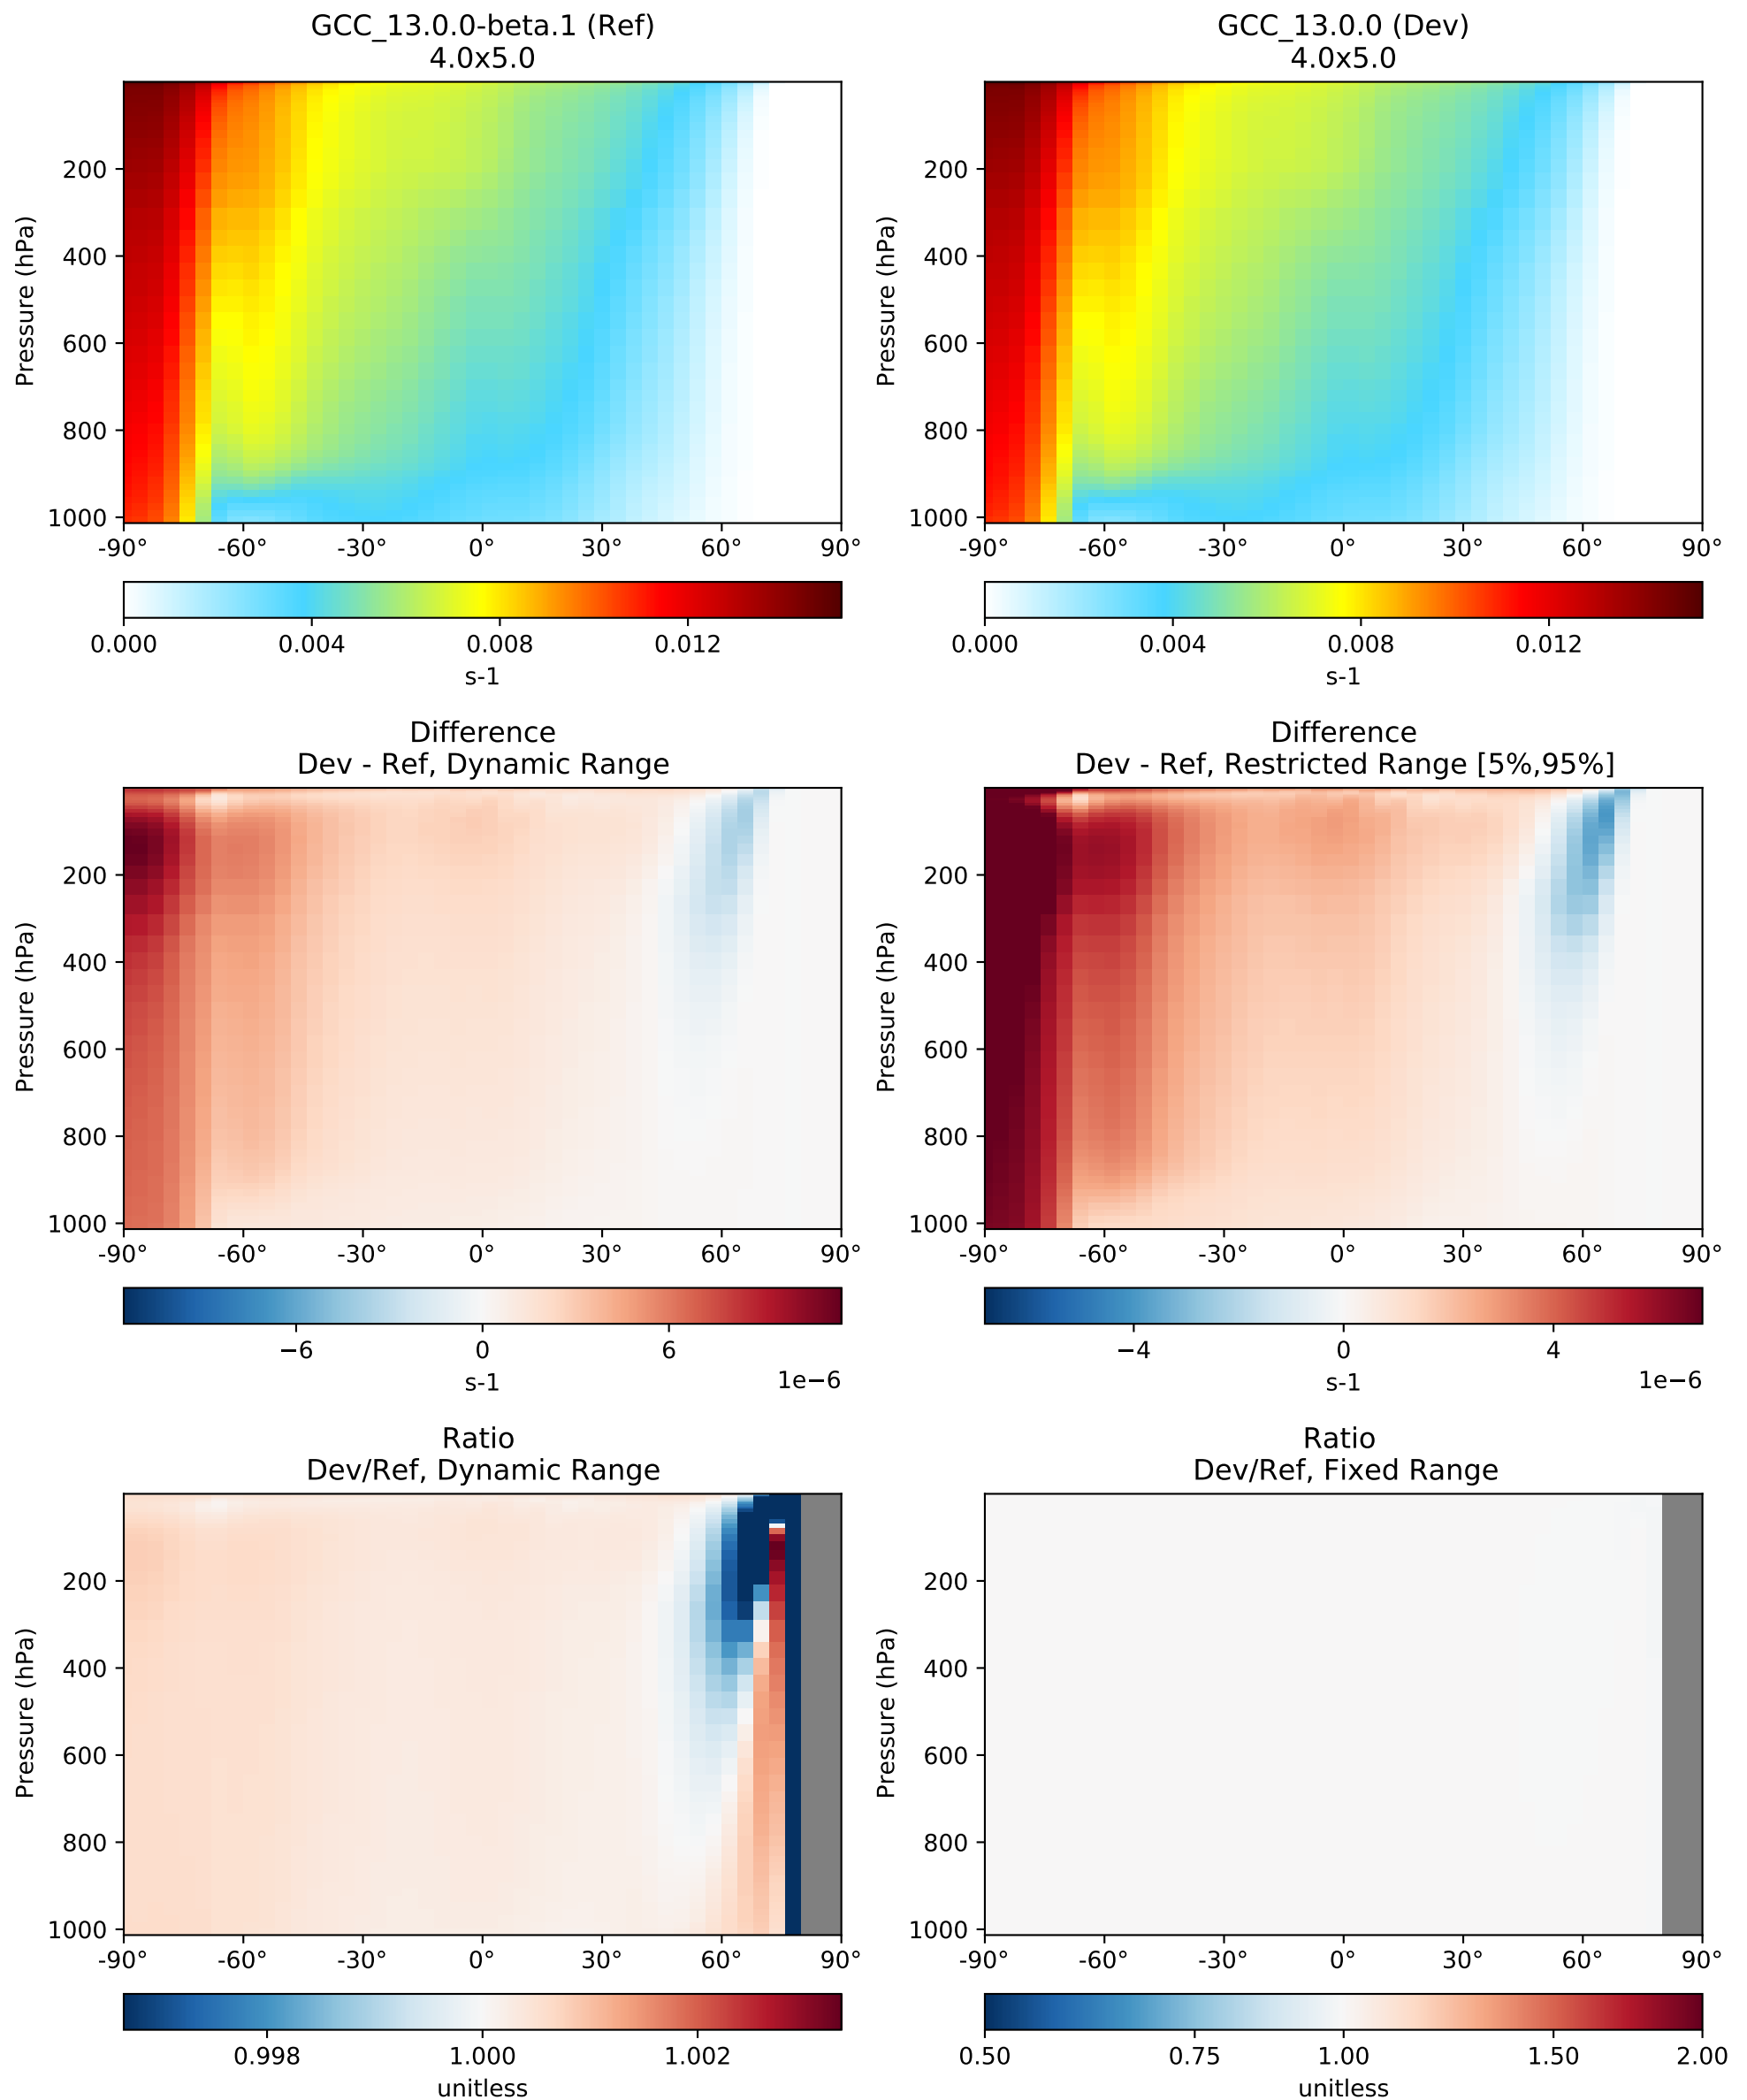 GCC_13.0.0-beta.1 (Ref)
4.0x5.0
Pressure (hPa)
200
400
600
800
1000
-90° -60° -30° 0° 30° 60° 90°
0.000 0.004 0.008 0.012
s-1
GCC_13.0.0 (Dev)
4.0x5.0
Pressure (hPa)
200
400
600
800
1000
-90° -60° -30° 0° 30° 60° 90°
0.000 0.004 0.008 0.012
s-1
Difference
Dev - Ref, Dynamic Range
Pressure (hPa)
200
400
600
800
1000
-90° -60° -30° 0° 30° 60° 90°
−6 0 6
s-1 1e−6
Difference
Dev - Ref, Restricted Range [5%,95%]
Pressure (hPa)
200
400
600
800
1000
-90° -60° -30° 0° 30° 60° 90°
−4 0 4
s-1 1e−6
Ratio
Dev/Ref, Dynamic Range
Pressure (hPa)
200
400
600
800
1000
-90° -60° -30° 0° 30° 60° 90°
0.998 1.000 1.002
unitless
Ratio
Dev/Ref, Fixed Range
Pressure (hPa)
200
400
600
800
1000
-90° -60° -30° 0° 30° 60° 90°
0.50 0.75 1.00 1.50 2.00
unitless